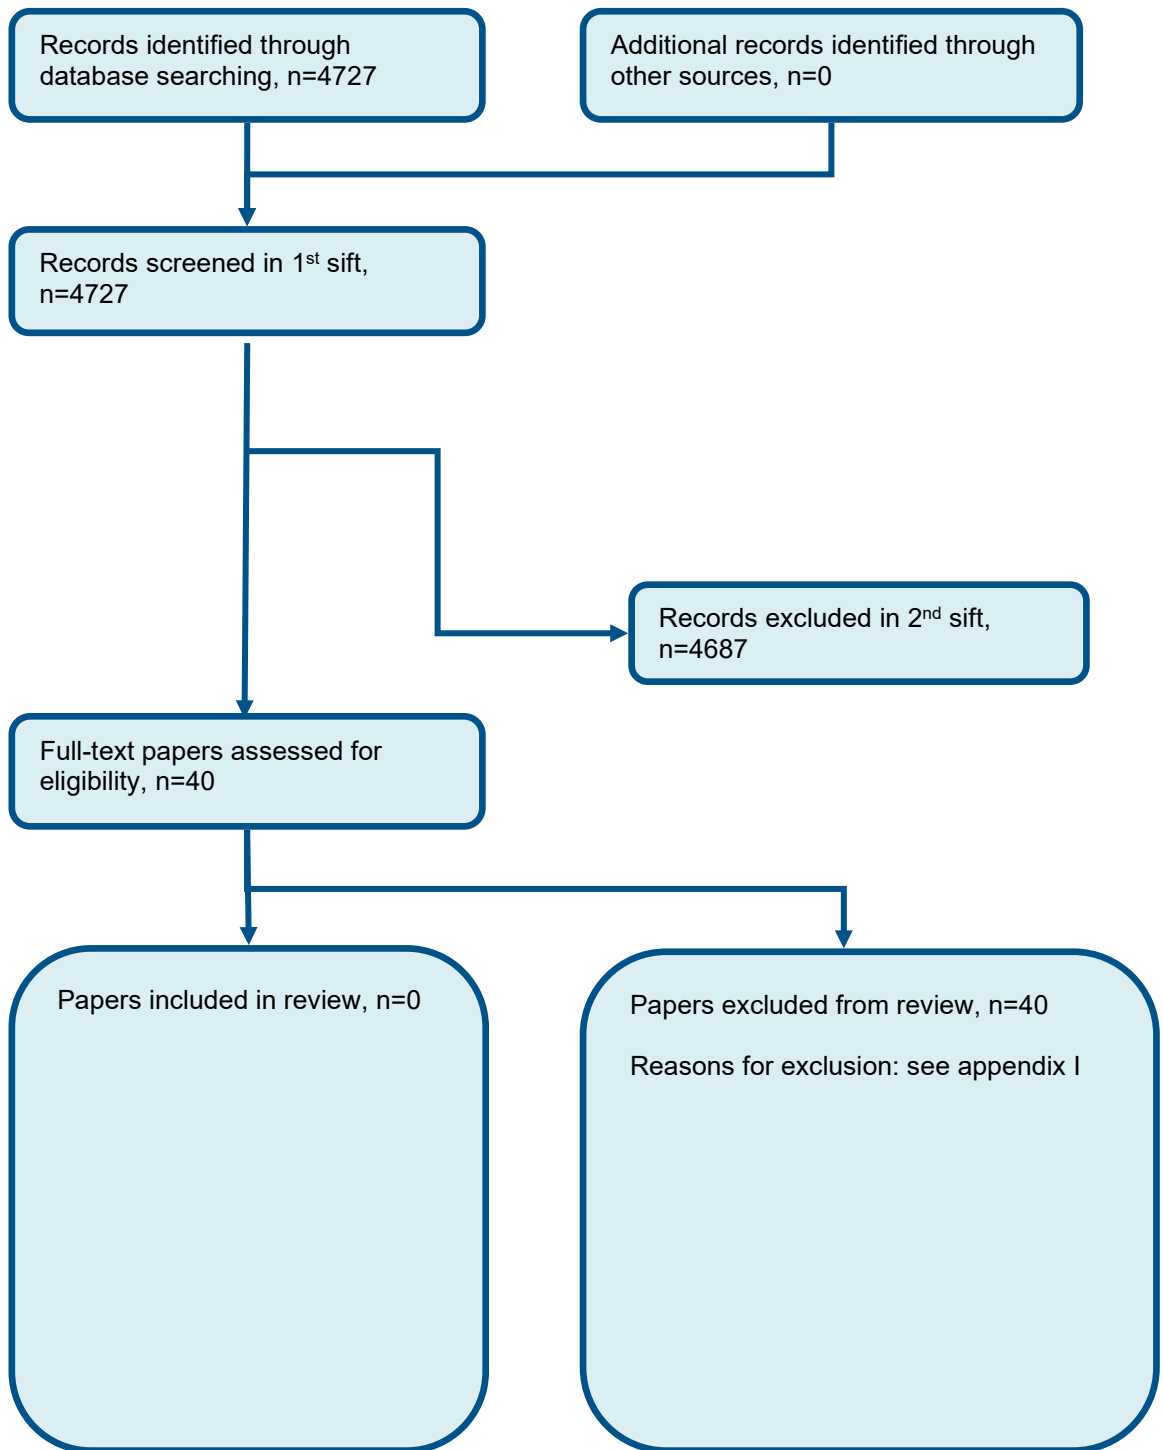 Records identified through
database searching, n=4727
Additional records identified through
other sources, n=0
Records screened in 1st sift,
n=4727
Records excluded in 2nd sift,
n=4687
Full-text papers assessed for
eligibility, n=40
Papers included in review, n=0
Papers excluded from review, n=40
Reasons for exclusion: see appendix I